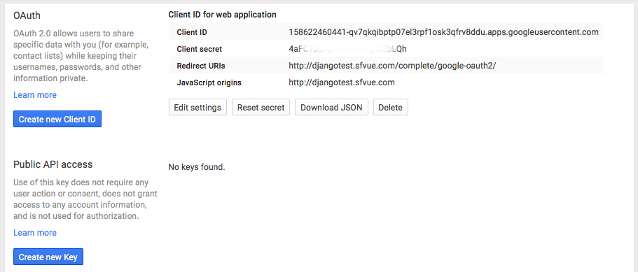 OAuth
OAuth 2.0 allows users to share
specific data with you (for example,
contact lists) while keeping their
usernames, passwords, and other
information private.
Learn more
Create new Client ID
Client ID for web application
Client ID 158622460441-qv7qkqibptp07el3rpf1osk3qfrv8ddu.apps.googleusercontent.com
Client secret
Redirect URIs http://djangotest.sfvue.com/complete/google-oauth2/
JavaScript origins http://djangotest.sfvue.com
Edit settings Reset secret Download JSON Delete
Public API access
Use of this key does not require any
user action or consent, does not grant
access to any account information,
and is not used for authorization.
Learn more
Create new Key
No keys found.